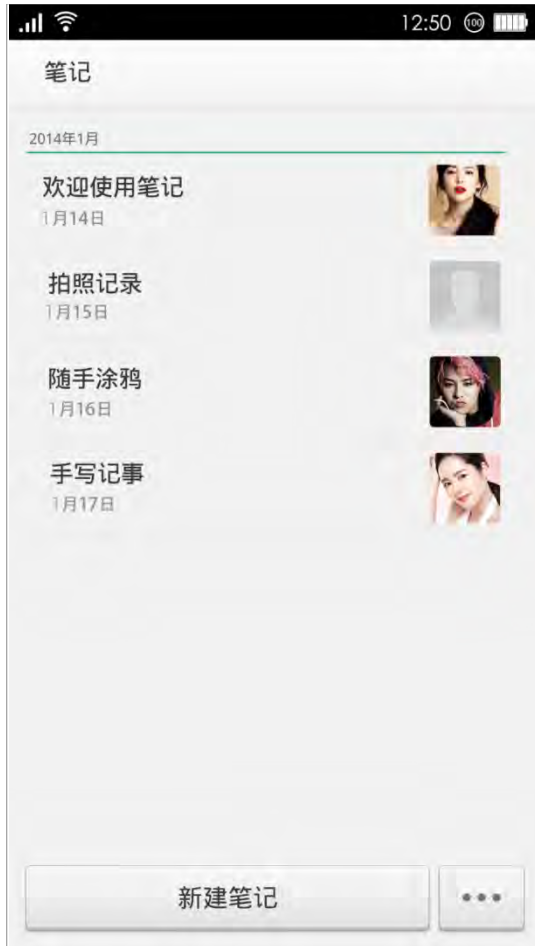 12:50 100
笔记
2014年1月
欢迎使用笔记
1月14日
拍照记录
1月15日
随手涂鸦
1月16日
手写记事
1月17日
新建笔记